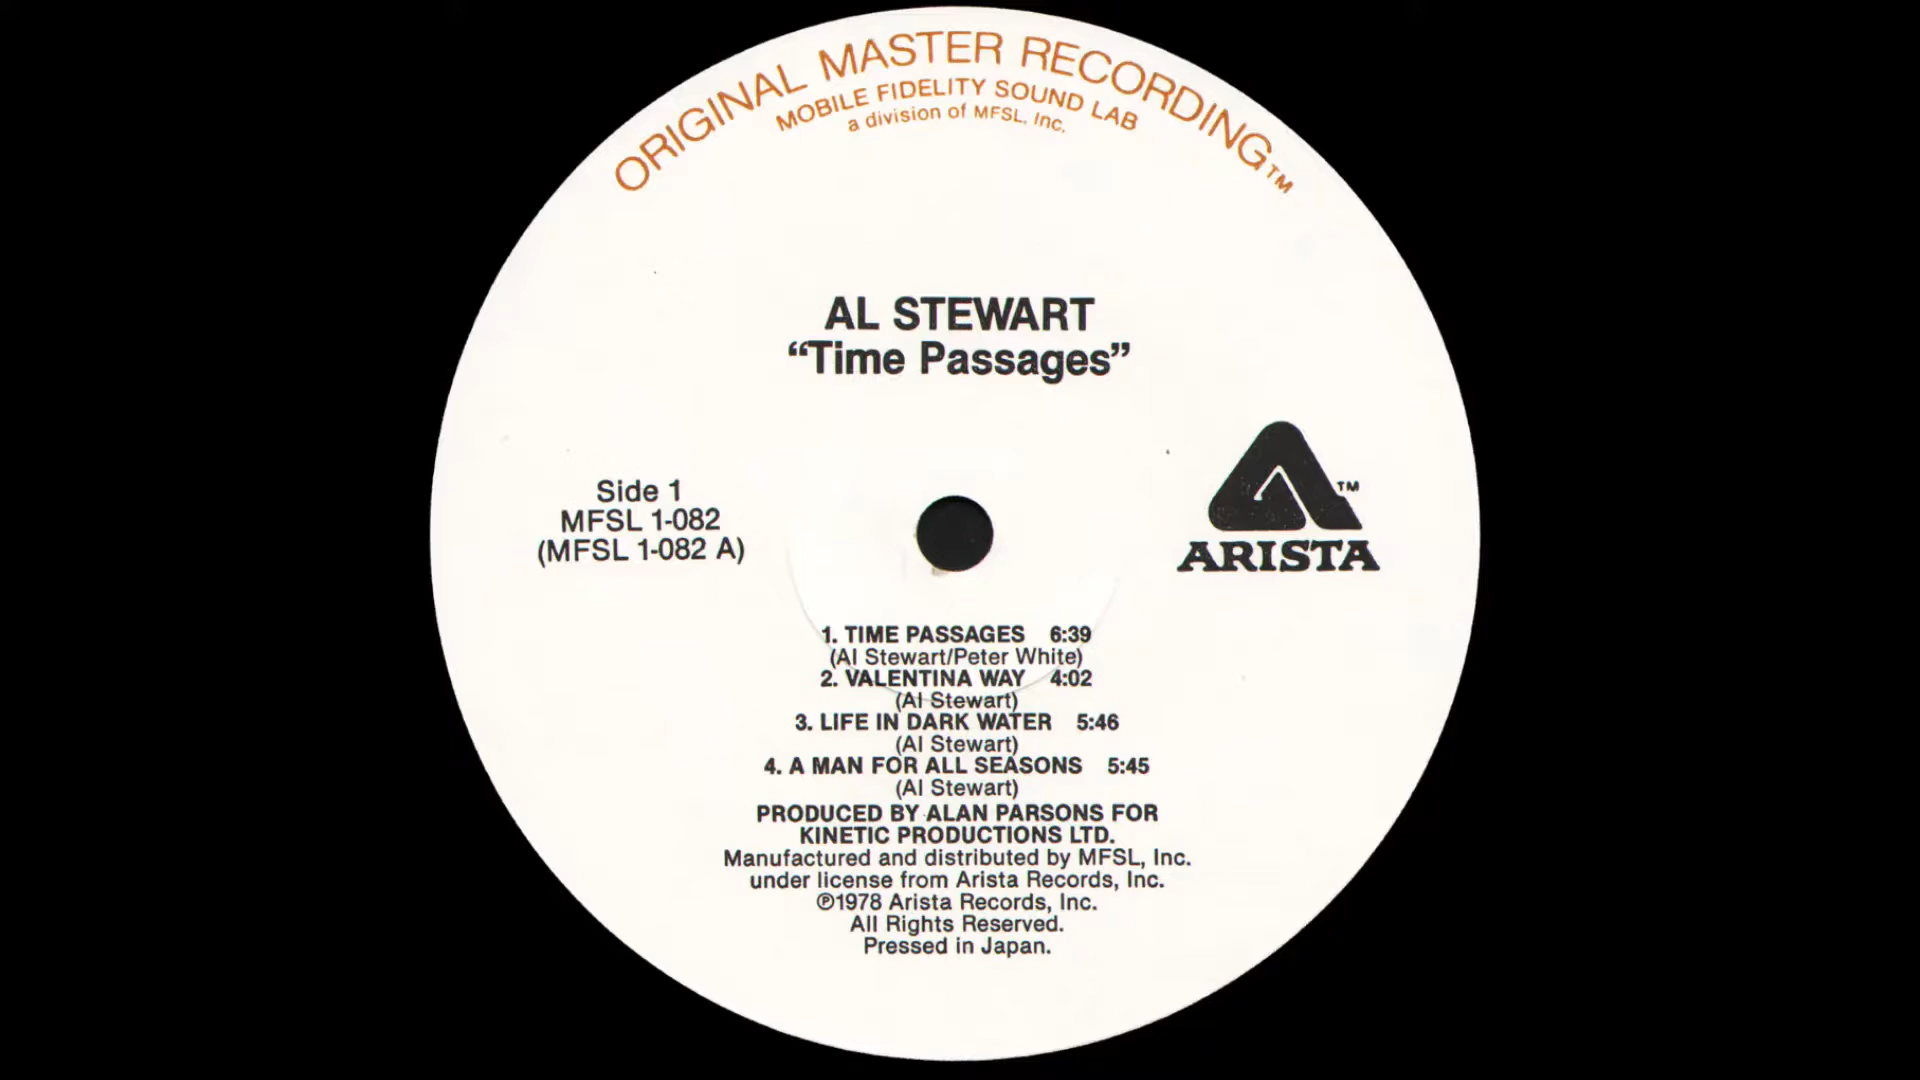 ORIGINAL MASTER RECORDING™
MOBILE FIDELITY SOUND LAB
a division of MFSL, Inc.
AL STEWART
“Time Passages”
Side 1
MFSL 1-082
(MFSL 1-082 A)
™
ARISTA
1. TIME PASSAGES 6:39
(Al Stewart/Peter White)
2. VALENTINA WAY 4:02
(Al Stewart)
3. LIFE IN DARK WATER 5:46
(Al Stewart)
4. A MAN FOR ALL SEASONS 5:45
(Al Stewart)
PRODUCED BY ALAN PARSONS FOR
KINETIC PRODUCTIONS LTD.
Manufactured and distributed by MFSL, Inc.
under license from Arista Records, Inc.
℗1978 Arista Records, Inc.
All Rights Reserved.
Pressed in Japan.